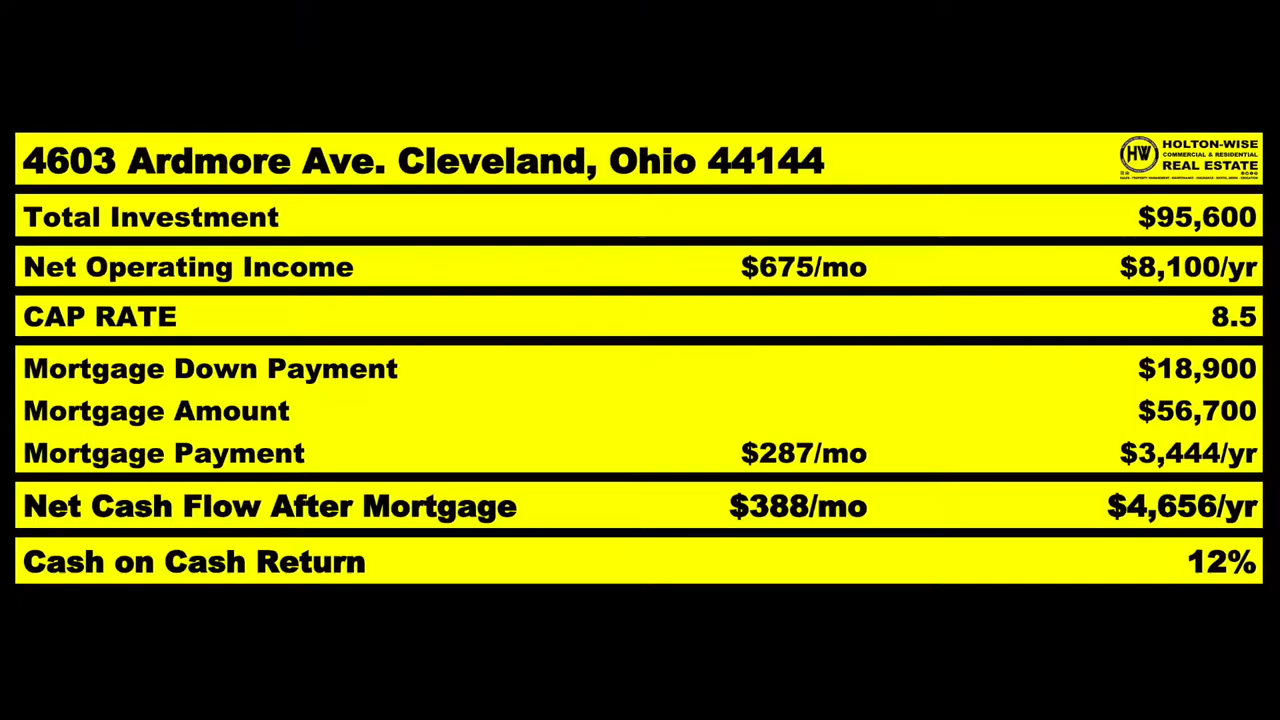 4603 Ardmore Ave. Cleveland, Ohio 44144
HW
HOLTON-WISE
COMMERCIAL & RESIDENTIAL
REAL ESTATE
Total Investment $95,600
Net Operating Income $675/mo $8,100/yr
CAP RATE 8.5
Mortgage Down Payment $18,900
Mortgage Amount $56,700
Mortgage Payment $287/mo $3,444/yr
Net Cash Flow After Mortgage $388/mo $4,656/yr
Cash on Cash Return 12%